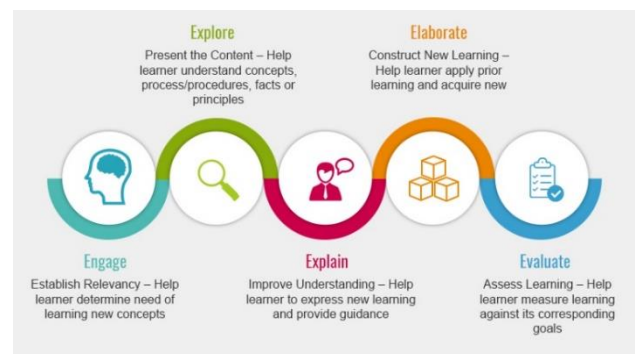 Explore
Present the Content – Help
learner understand concepts,
process/procedures, facts or
principles
Elaborate
Construct New Learning –
Help learner apply prior
learning and acquire new
Engage
Establish Relevancy – Help
learner determine need of
learning new concepts
Explain
Improve Understanding – Help
learner to express new learning
and provide guidance
Evaluate
Assess Learning – Help
learner measure learning
against its corresponding
goals